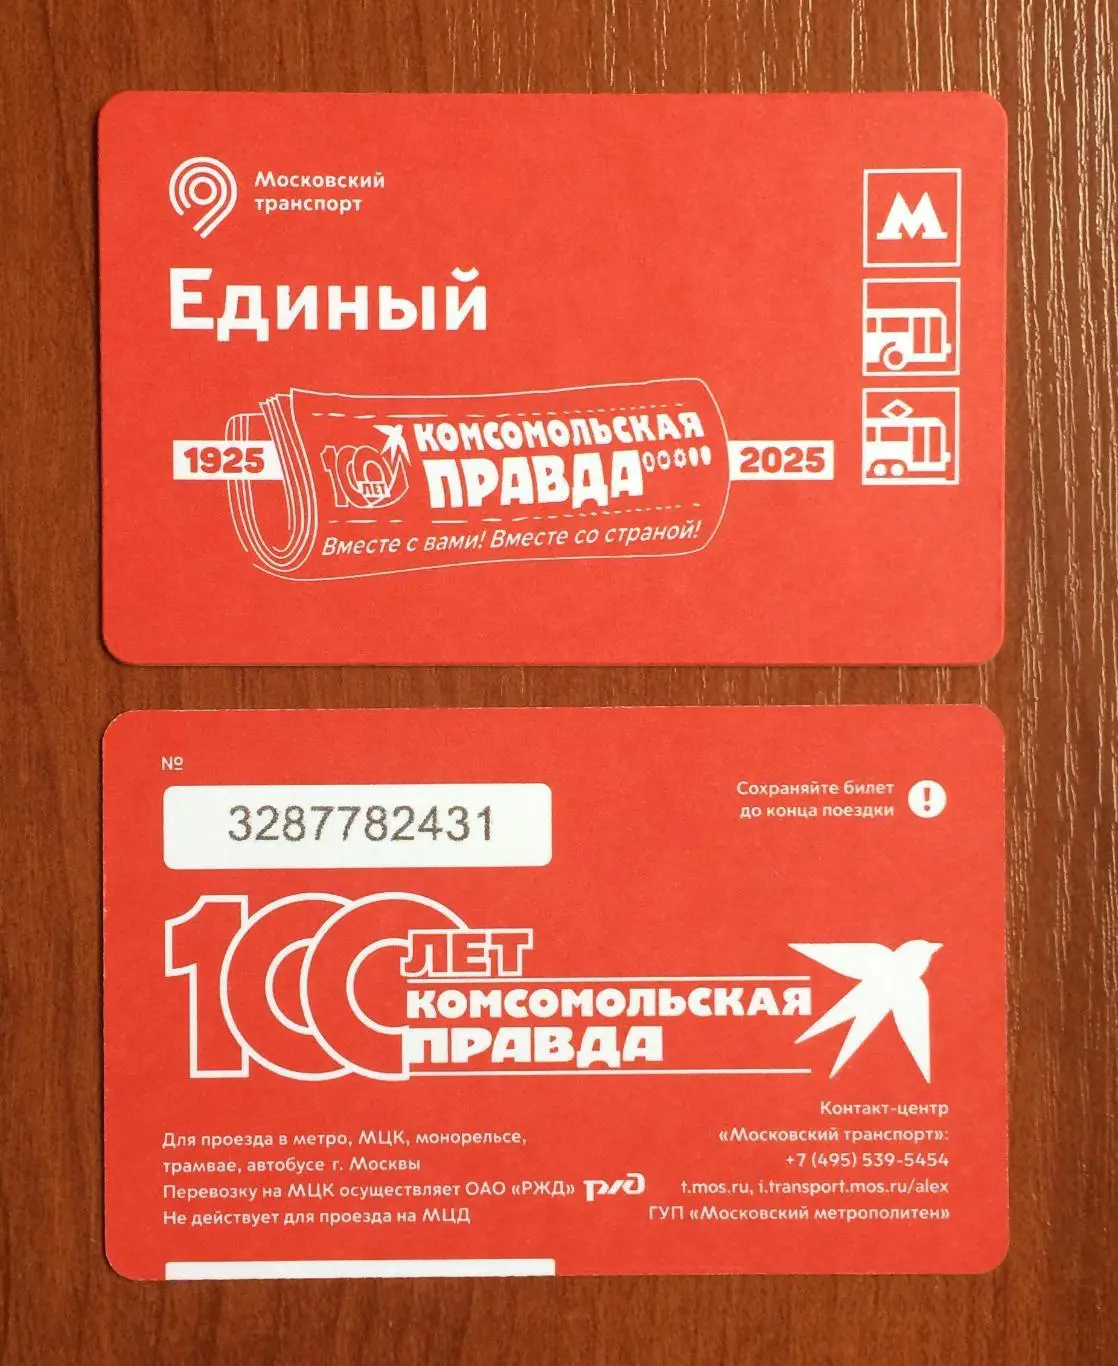 Московский
транспорт
Единый
М
1925
100 ЛЕТ
КОМСОМОЛЬСКАЯ
ПРАВДА
2025
Вместе с вами! Вместе со страной!
№
3287782431
Сохраняйте билет
до конца поездки
!
100 ЛЕТ
КОМСОМОЛЬСКАЯ
ПРАВДА
Для проезда в метро, МЦК, монорельсе,
трамвае, автобусе г. Москвы
Перевозку на МЦК осуществляет ОАО «РЖД» ржд
Не действует для проезда на МЦД
Контакт-центр
«Московский транспорт»:
+7 (495) 539-5454
t.mos.ru, i.transport.mos.ru/alex
ГУП «Московский метрополитен»